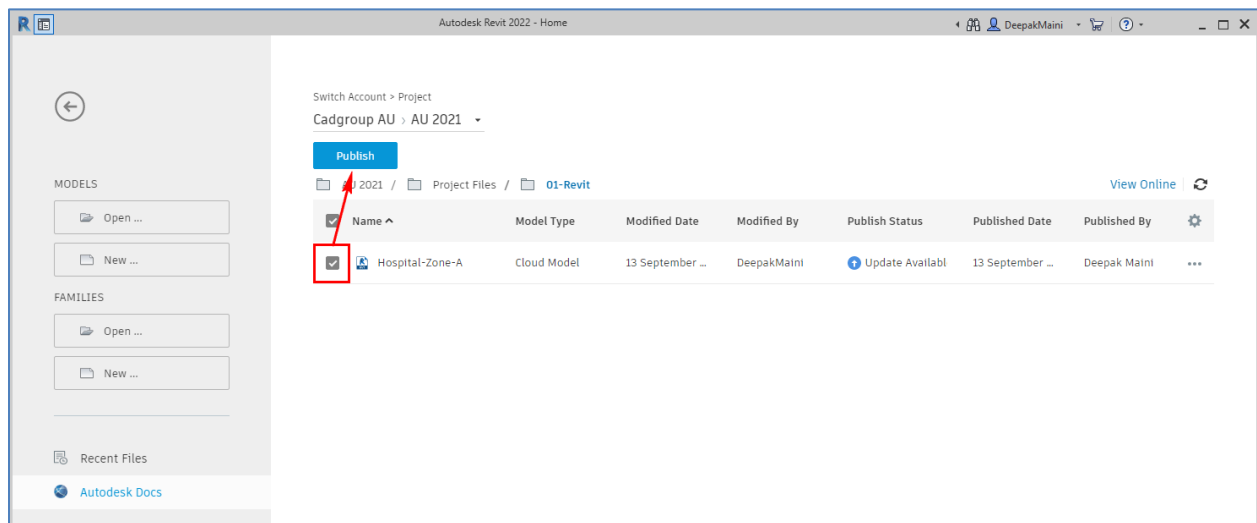 Autodesk Revit 2022 - Home
DeepakMaini
Switch Account > Project
Cadgroup AU > AU 2021
Publish
AU 2021 / Project Files / 01-Revit
View Online
MODELS
Open ...
New ...
FAMILIES
Open ...
New ...
Recent Files
Autodesk Docs
Name Model Type Modified Date Modified By Publish Status Published Date Published By
Hospital-Zone-A Cloud Model 13 September ... DeepakMaini Update Availabl 13 September ... Deepak Maini